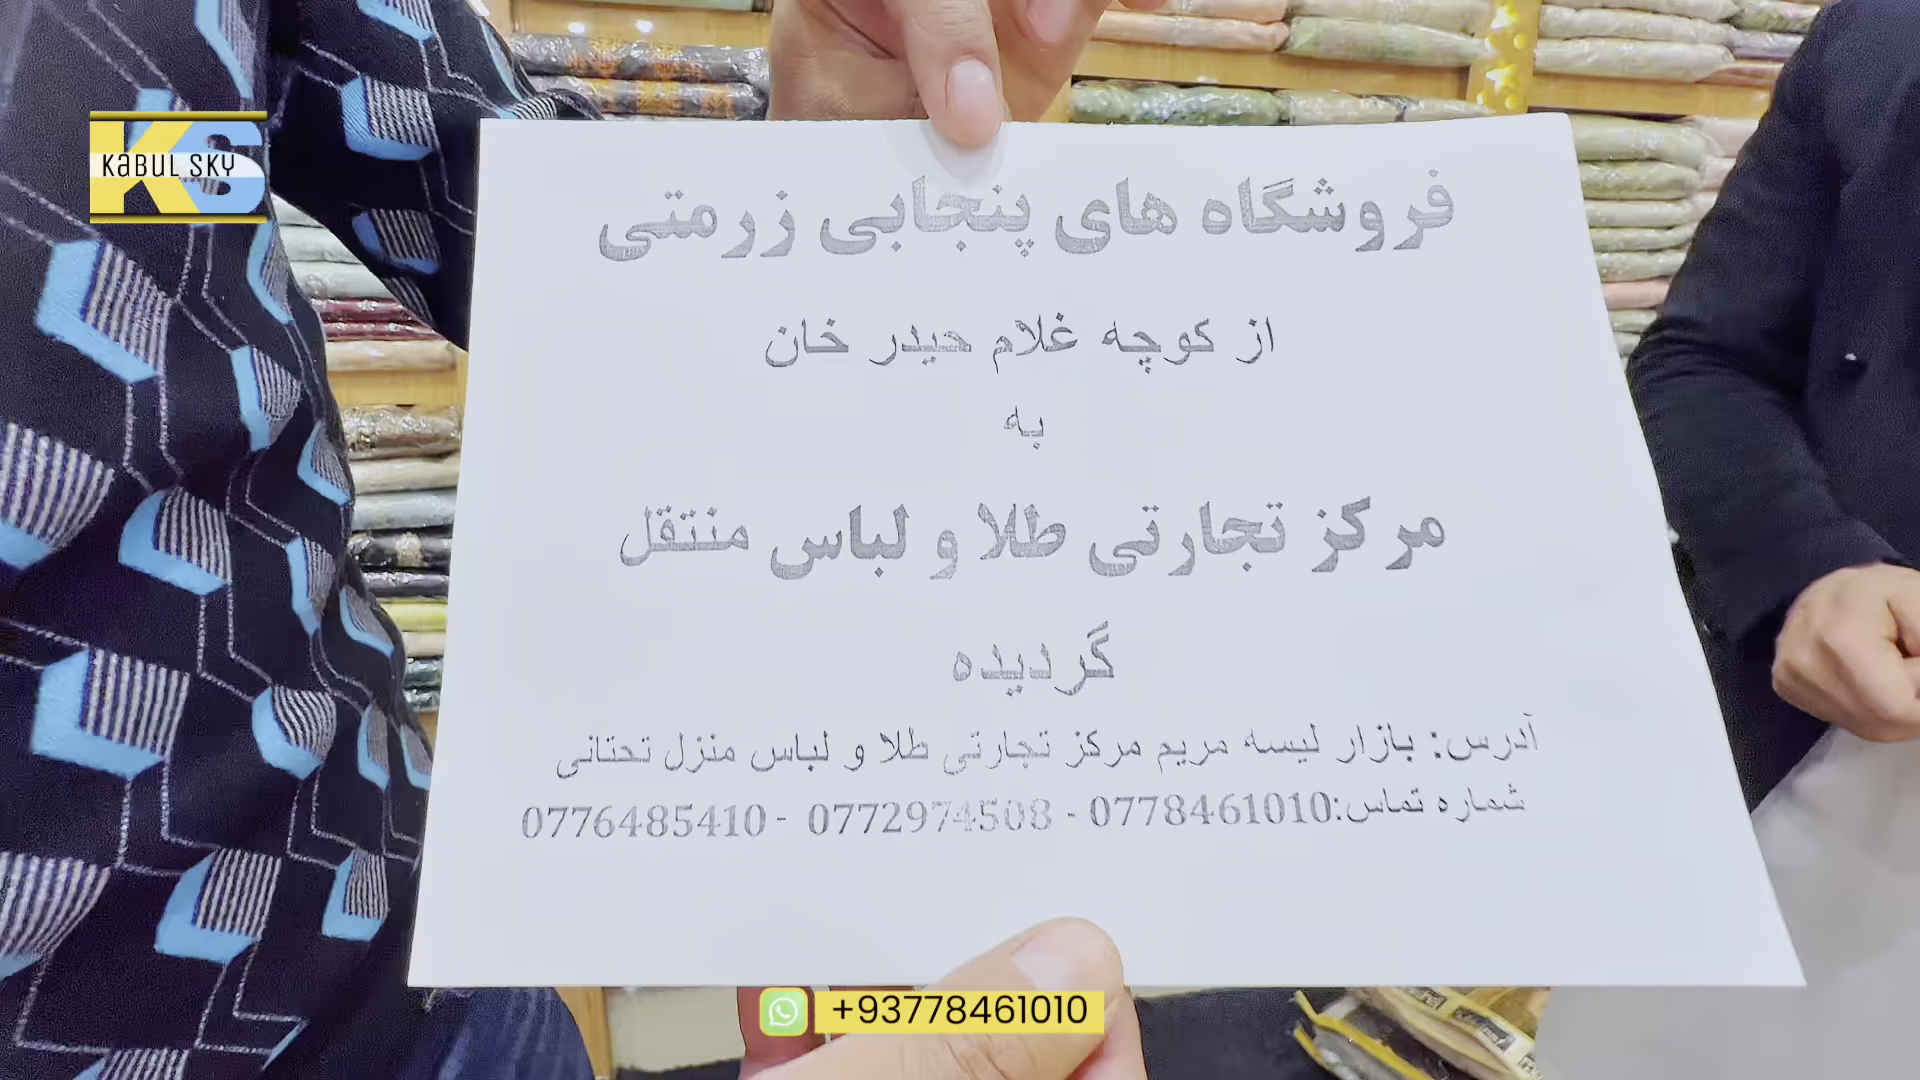 KS
KABUL SKY
فروشگاه های پنجابی زرمتی
از کوچه غلام حیدر خان
به
مرکز تجارتی طلا و لباس منتقل
گردیده
آدرس: بازار لیسه مریم مرکز تجارتی طلا و لباس منزل تحتانی
شماره تماس:0778461010 - 0772974508 - 0776485410
+93778461010